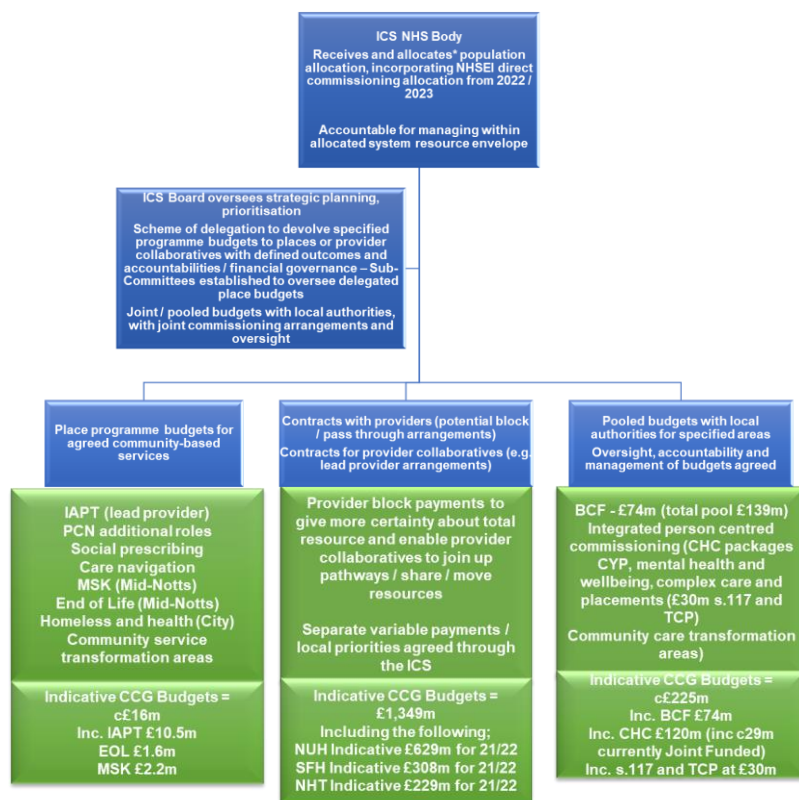 ICS NHS Body
Receives and allocates* population
allocation, incorporating NHSEI direct
commissioning allocation from 2022 /
2023
Accountable for managing within
allocated system resource envelope
ICS Board oversees strategic planning,
prioritisation
Scheme of delegation to devolve specified
programme budgets to places or provider
collaboratives with defined outcomes and
accountabilities / financial governance – Sub-
Committees established to oversee delegated
place budgets
Joint / pooled budgets with local authorities,
with joint commissioning arrangements and
oversight
Place programme budgets for
agreed community-based
services
IAPT (lead provider)
PCN additional roles
Social prescribing
Care navigation
MSK (Mid-Notts)
End of Life (Mid-Notts)
Homeless and health (City)
Community service
transformation areas
Indicative CCG Budgets =
c£16m
Inc. IAPT £10.5m
EOL £1.6m
MSK £2.2m
Contracts with providers (potential block
/ pass through arrangements)
Contracts for provider collaboratives (e.g.
lead provider arrangements)
Provider block payments to
give more certainty about total
resource and enable provider
collaboratives to join up
pathways / share / move
resources
Separate variable payments /
local priorities agreed through
the ICS
Indicative CCG Budgets =
£1,349m
Including the following;
NUH Indicative £629m for 21/22
SFH Indicative £308m for 21/22
NHT Indicative £229m for 21/22
Pooled budgets with local
authorities for specified areas
Oversight, accountability and
management of budgets agreed
BCF - £74m (total pool £139m)
Integrated person centred
commissioning (CHC packages
CYP, mental health and
wellbeing, complex care and
placements (£30m s.117 and
TCP)
Community care transformation
areas)
Indicative CCG Budgets =
c£225m
Inc. BCF £74m
Inc. CHC £120m (inc c29m
currently Joint Funded)
Inc. s.117 and TCP at £30m